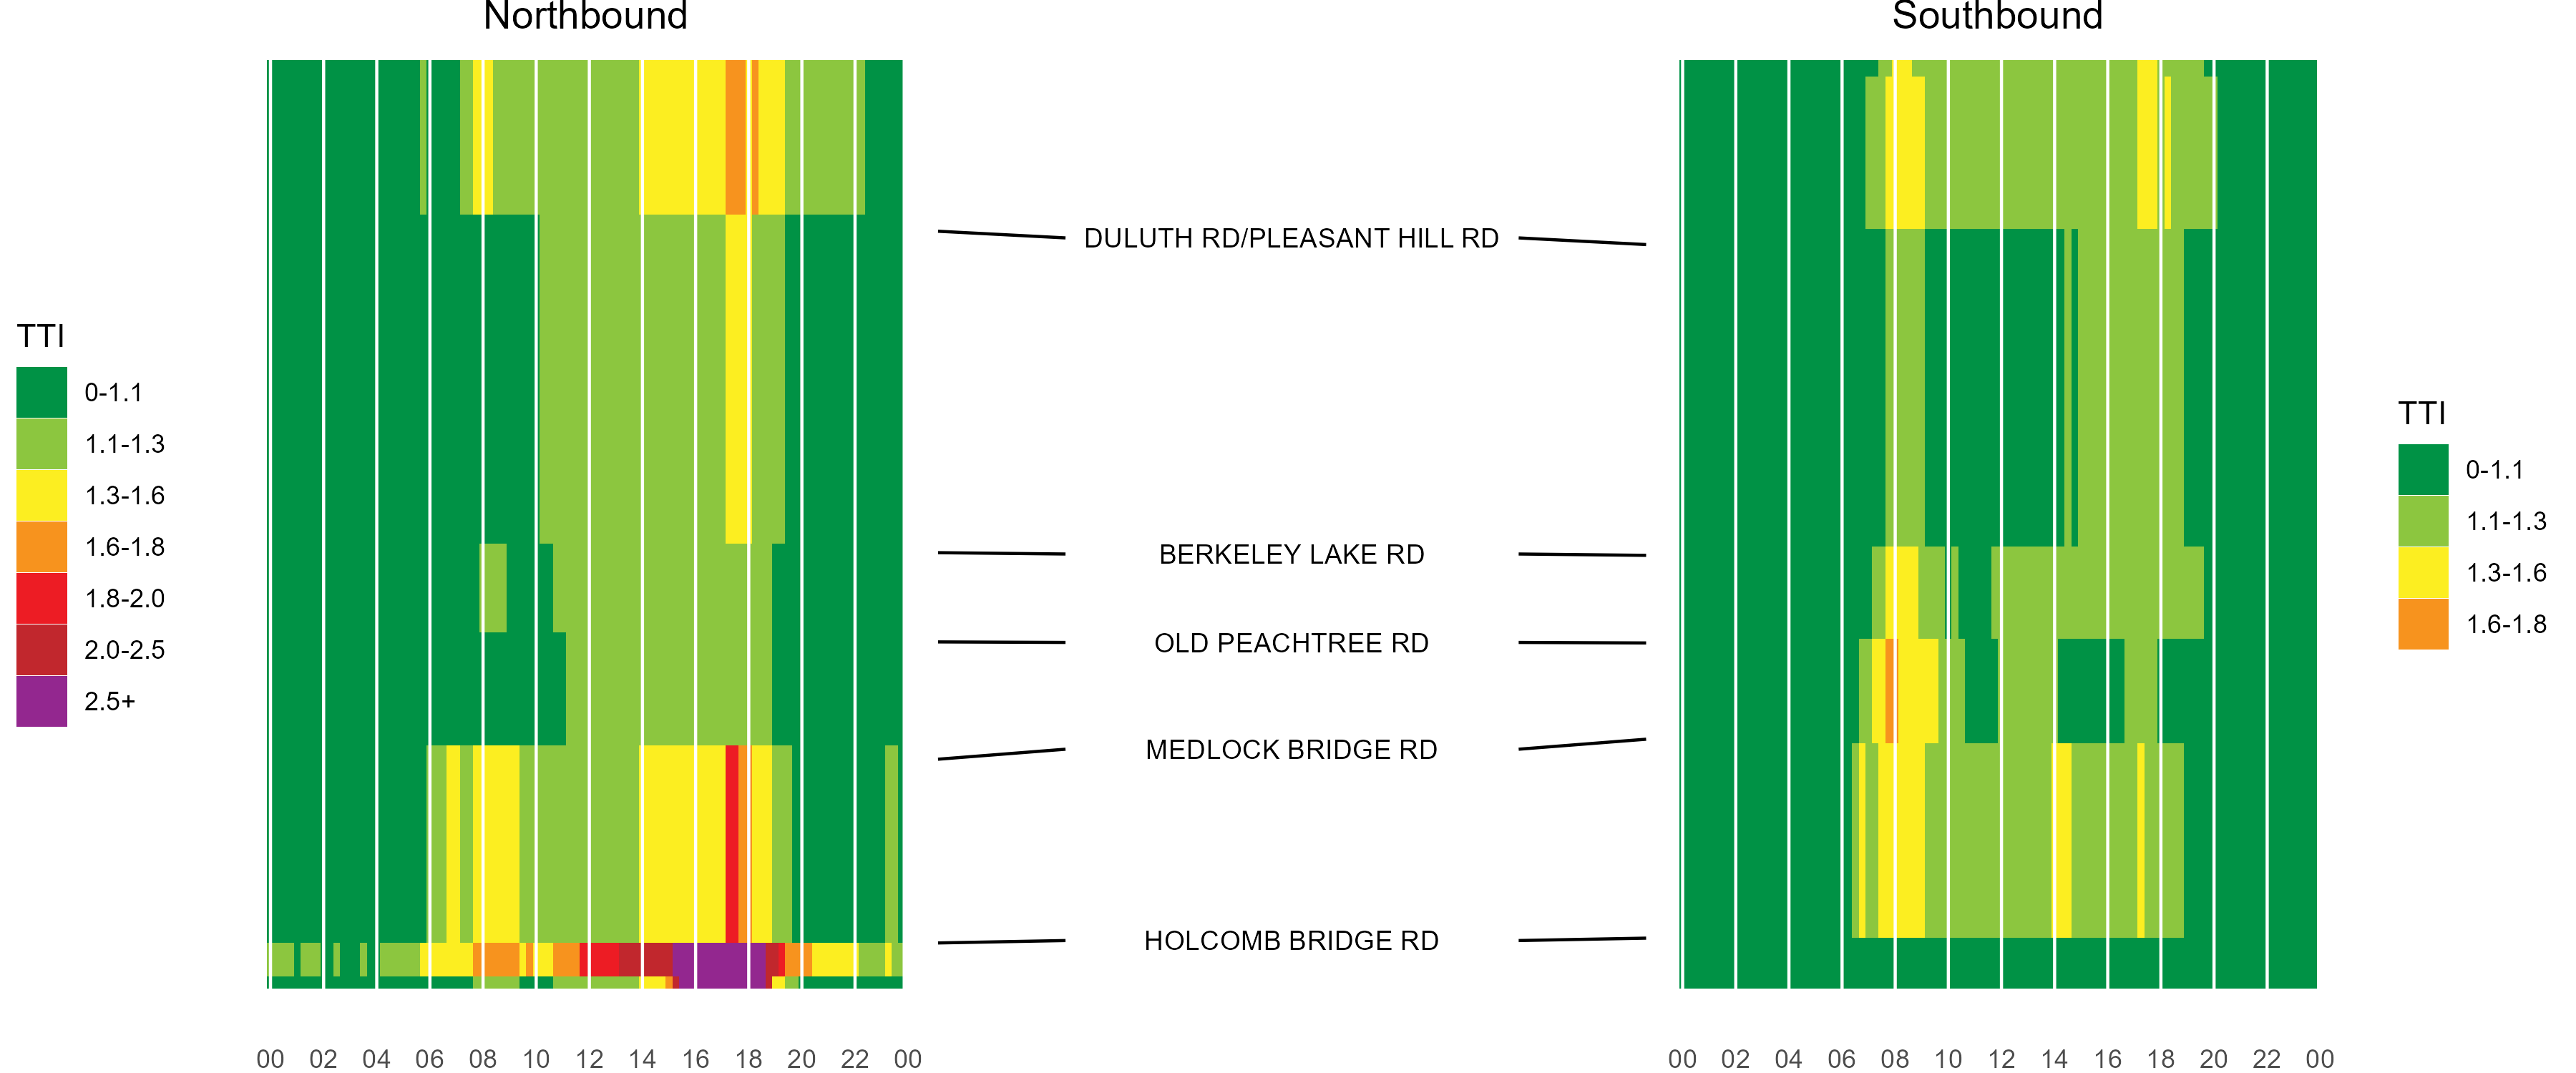 Northbound
Southbound
DULUTH RD/PLEASANT HILL RD
BERKELEY LAKE RD
OLD PEACHTREE RD
MEDLOCK BRIDGE RD
HOLCOMB BRIDGE RD
TTI
0-1.1
1.1-1.3
1.3-1.6
1.6-1.8
1.8-2.0
2.0-2.5
2.5+
TTI
0-1.1
1.1-1.3
1.3-1.6
1.6-1.8
00 02 04 06 08 10 12 14 16 18 20 22 00
00 02 04 06 08 10 12 14 16 18 20 22 00